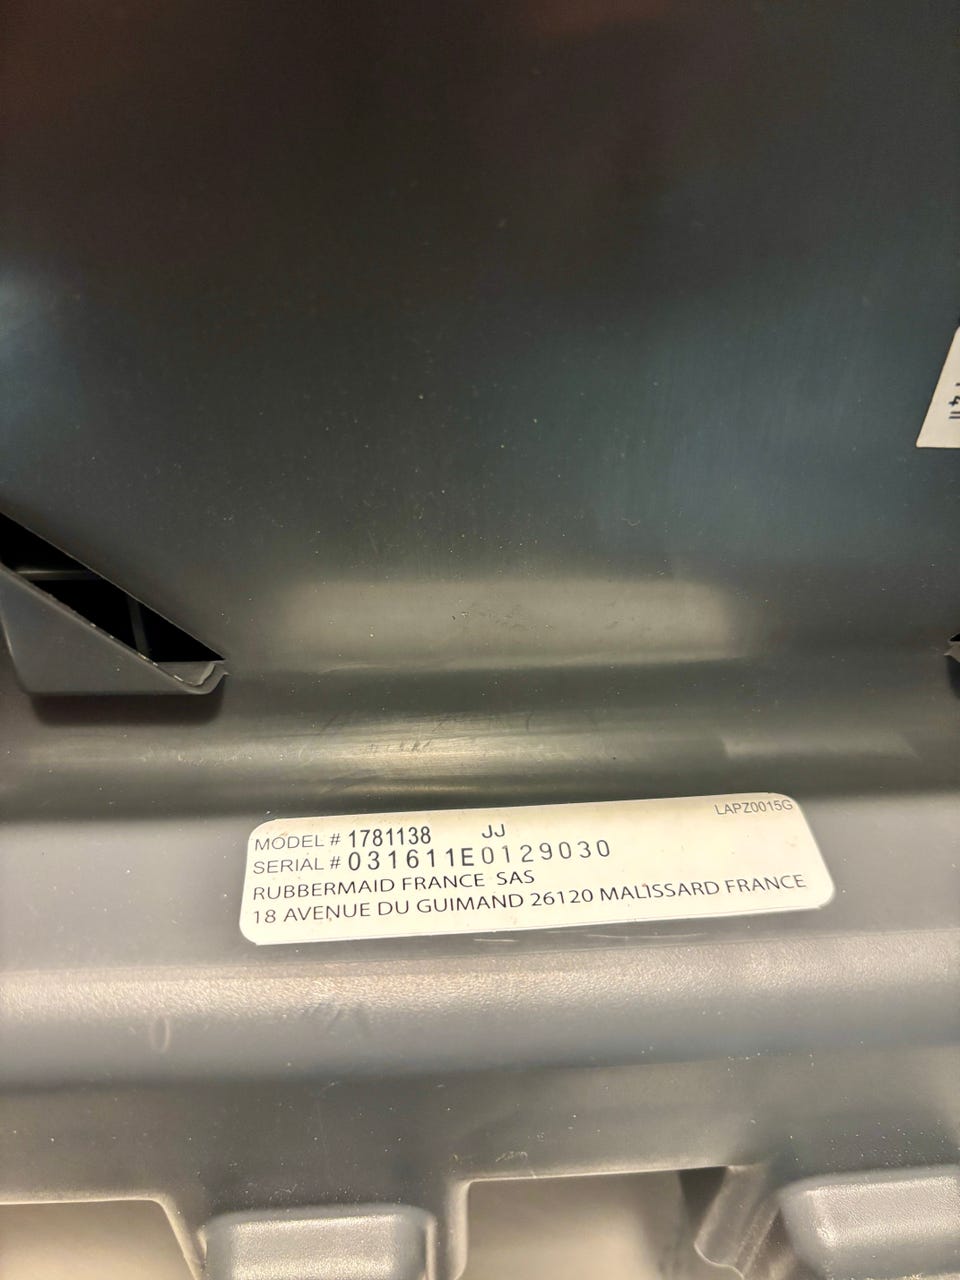 LAPZ0015G
MODEL # 1781138 JJ
SERIAL # 031611E0129030
RUBBERMAID FRANCE SAS
18 AVENUE DU GUIMAND 26120 MALISSARD FRANCE